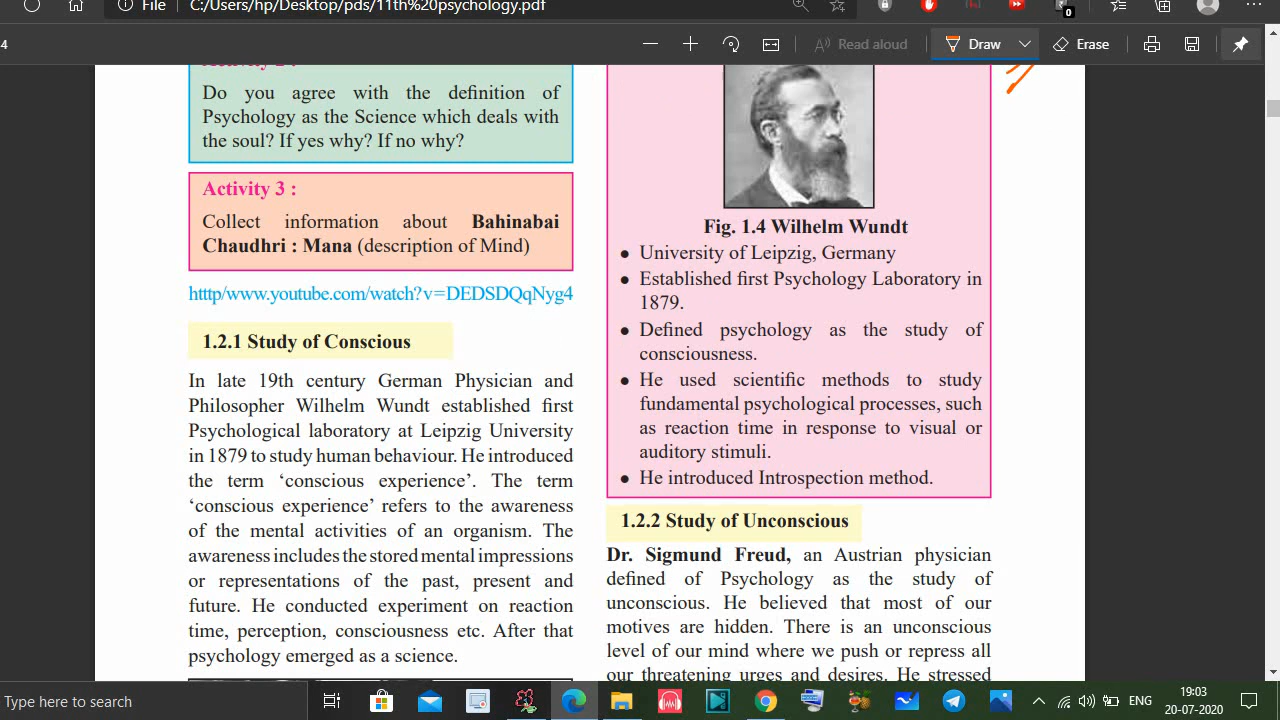 File
C:/Users/hp/Desktop/pds/11th%20psychology.pdf
4
Read aloud
Draw
Erase
0
Do you agree with the definition of
Psychology as the Science which deals with
the soul? If yes why? If no why?
Activity 3 :
Collect information about Bahinabai
Chaudhri : Mana (description of Mind)
htttp/www.youtube.com/watch?v=DEDSDQqNyg4
1.2.1 Study of Conscious
In late 19th century German Physician and
Philosopher Wilhelm Wundt established first
Psychological laboratory at Leipzig University
in 1879 to study human behaviour. He introduced
the term ‘conscious experience’. The term
‘conscious experience’ refers to the awareness
of the mental activities of an organism. The
awareness includes the stored mental impressions
or representations of the past, present and
future. He conducted experiment on reaction
time, perception, consciousness etc. After that
psychology emerged as a science.
Fig. 1.4 Wilhelm Wundt
• University of Leipzig, Germany
• Established first Psychology Laboratory in
1879.
• Defined psychology as the study of
consciousness.
• He used scientific methods to study
fundamental psychological processes, such
as reaction time in response to visual or
auditory stimuli.
• He introduced Introspection method.
1.2.2 Study of Unconscious
Dr. Sigmund Freud, an Austrian physician
defined of Psychology as the study of
unconscious. He believed that most of our
motives are hidden. There is an unconscious
level of our mind where we push or repress all
our threatening urges and desires. He stressed
Type here to search
ENG
19:03
20-07-2020